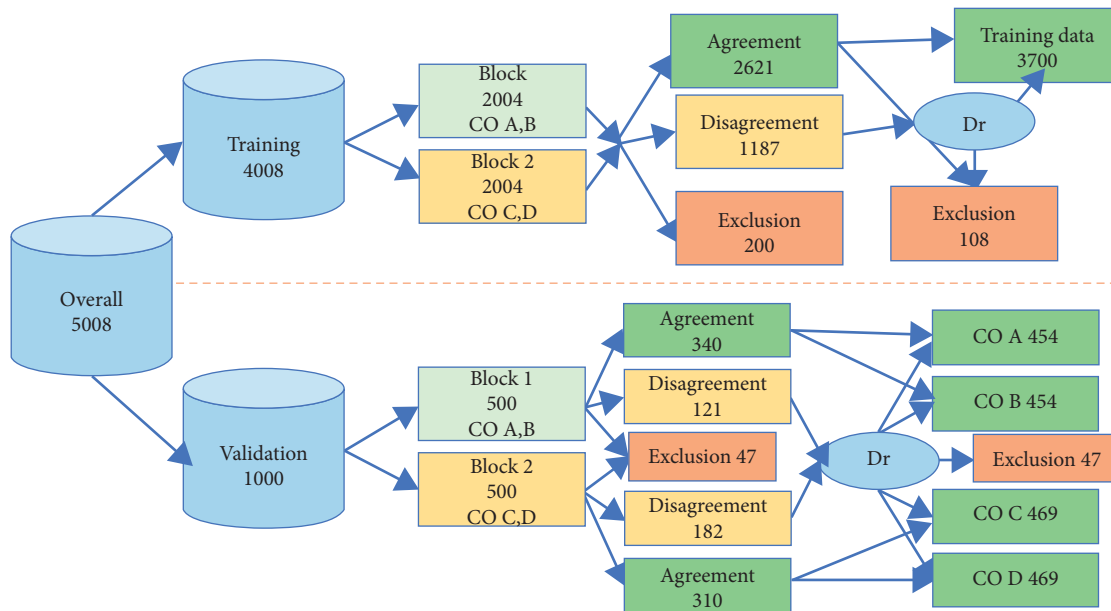 Overall
5008
Training
4008
Block
2004
CO A,B
Block 2
2004
CO C,D
Agreement
2621
Disagreement
1187
Exclusion
200
Training data
3700
Dr
Exclusion
108
Validation
1000
Block 1
500
CO A,B
Block 2
500
CO C,D
Agreement
340
Disagreement
121
Exclusion 47
Disagreement
182
Agreement
310
Dr
CO A 454
CO B 454
Exclusion 47
CO C 469
CO D 469